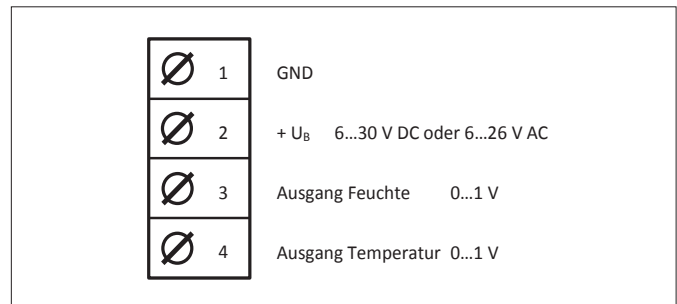 1 GND
2 + U_B 6...30 V DC oder 6...26 V AC
3 Ausgang Feuchte 0...1 V
4 Ausgang Temperatur 0...1 V